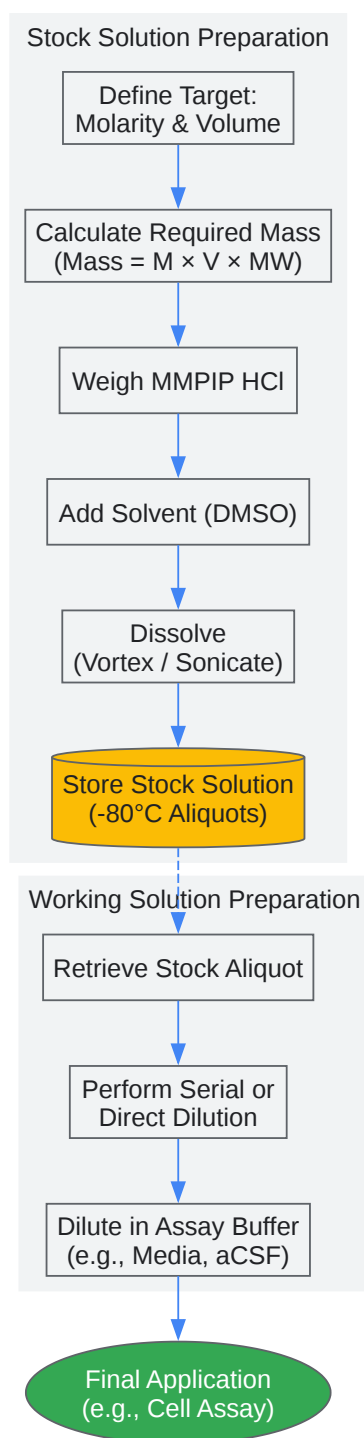 Stock Solution Preparation
Define Target:
Molarity & Volume
Calculate Required Mass
(Mass = M × V × MW)
Weigh MMPIP HCl
Add Solvent (DMSO)
Dissolve
(Vortex / Sonicate)
Store Stock Solution
(-80°C Aliquots)
Working Solution Preparation
Retrieve Stock Aliquot
Perform Serial or
Direct Dilution
Dilute in Assay Buffer
(e.g., Media, aCSF)
Final Application
(e.g., Cell Assay)